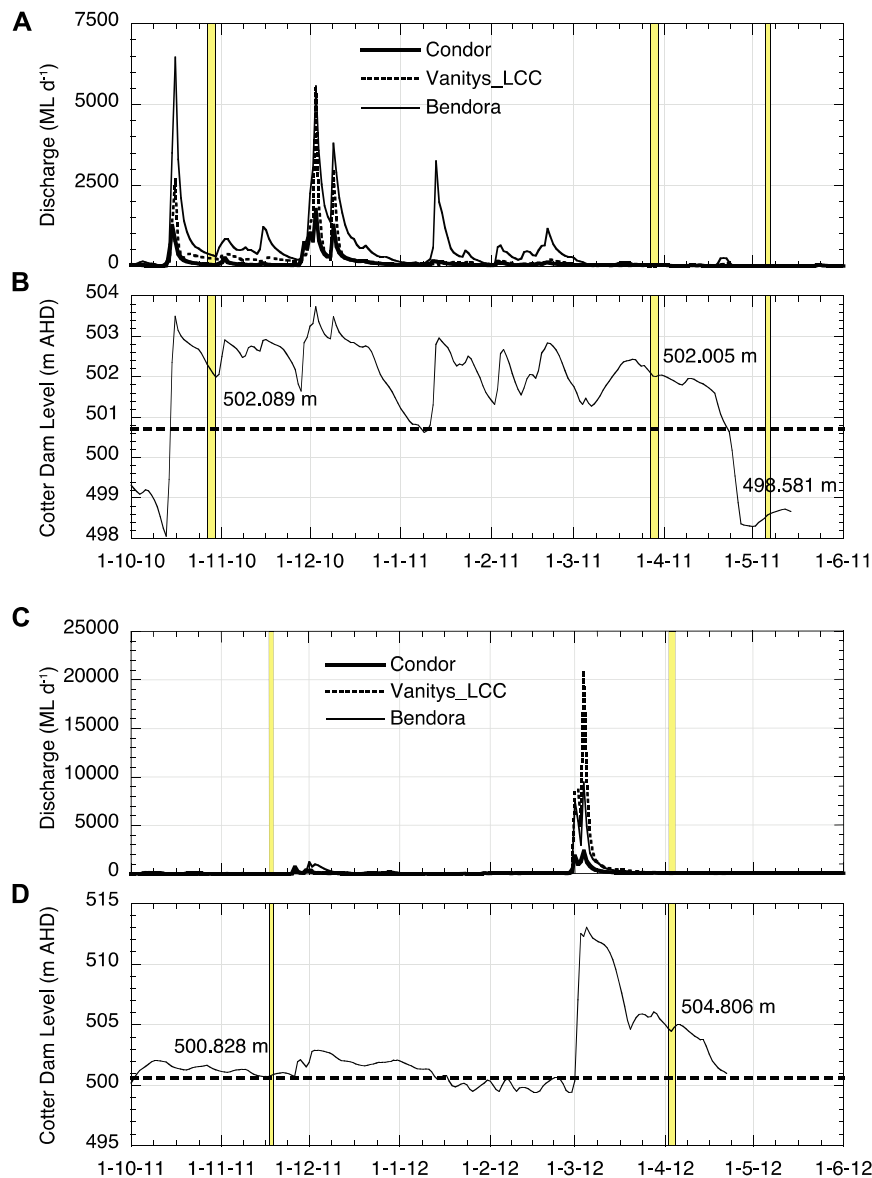 A
Discharge (ML d-1)
7500
5000
2500
0
Condor
Vanitys_LCC
Bendora
B
Cotter Dam Level (m AHD)
504
503
502
501
500
499
498
502.089 m
502.005 m
498.581 m
1-10-10 1-11-10 1-12-10 1-1-11 1-2-11 1-3-11 1-4-11 1-5-11 1-6-11
C
Discharge (ML d-1)
25000
20000
15000
10000
5000
0
Condor
Vanitys_LCC
Bendora
D
Cotter Dam Level (m AHD)
515
510
505
500
495
500.828 m
504.806 m
1-10-11 1-11-11 1-12-11 1-1-12 1-2-12 1-3-12 1-4-12 1-5-12 1-6-12